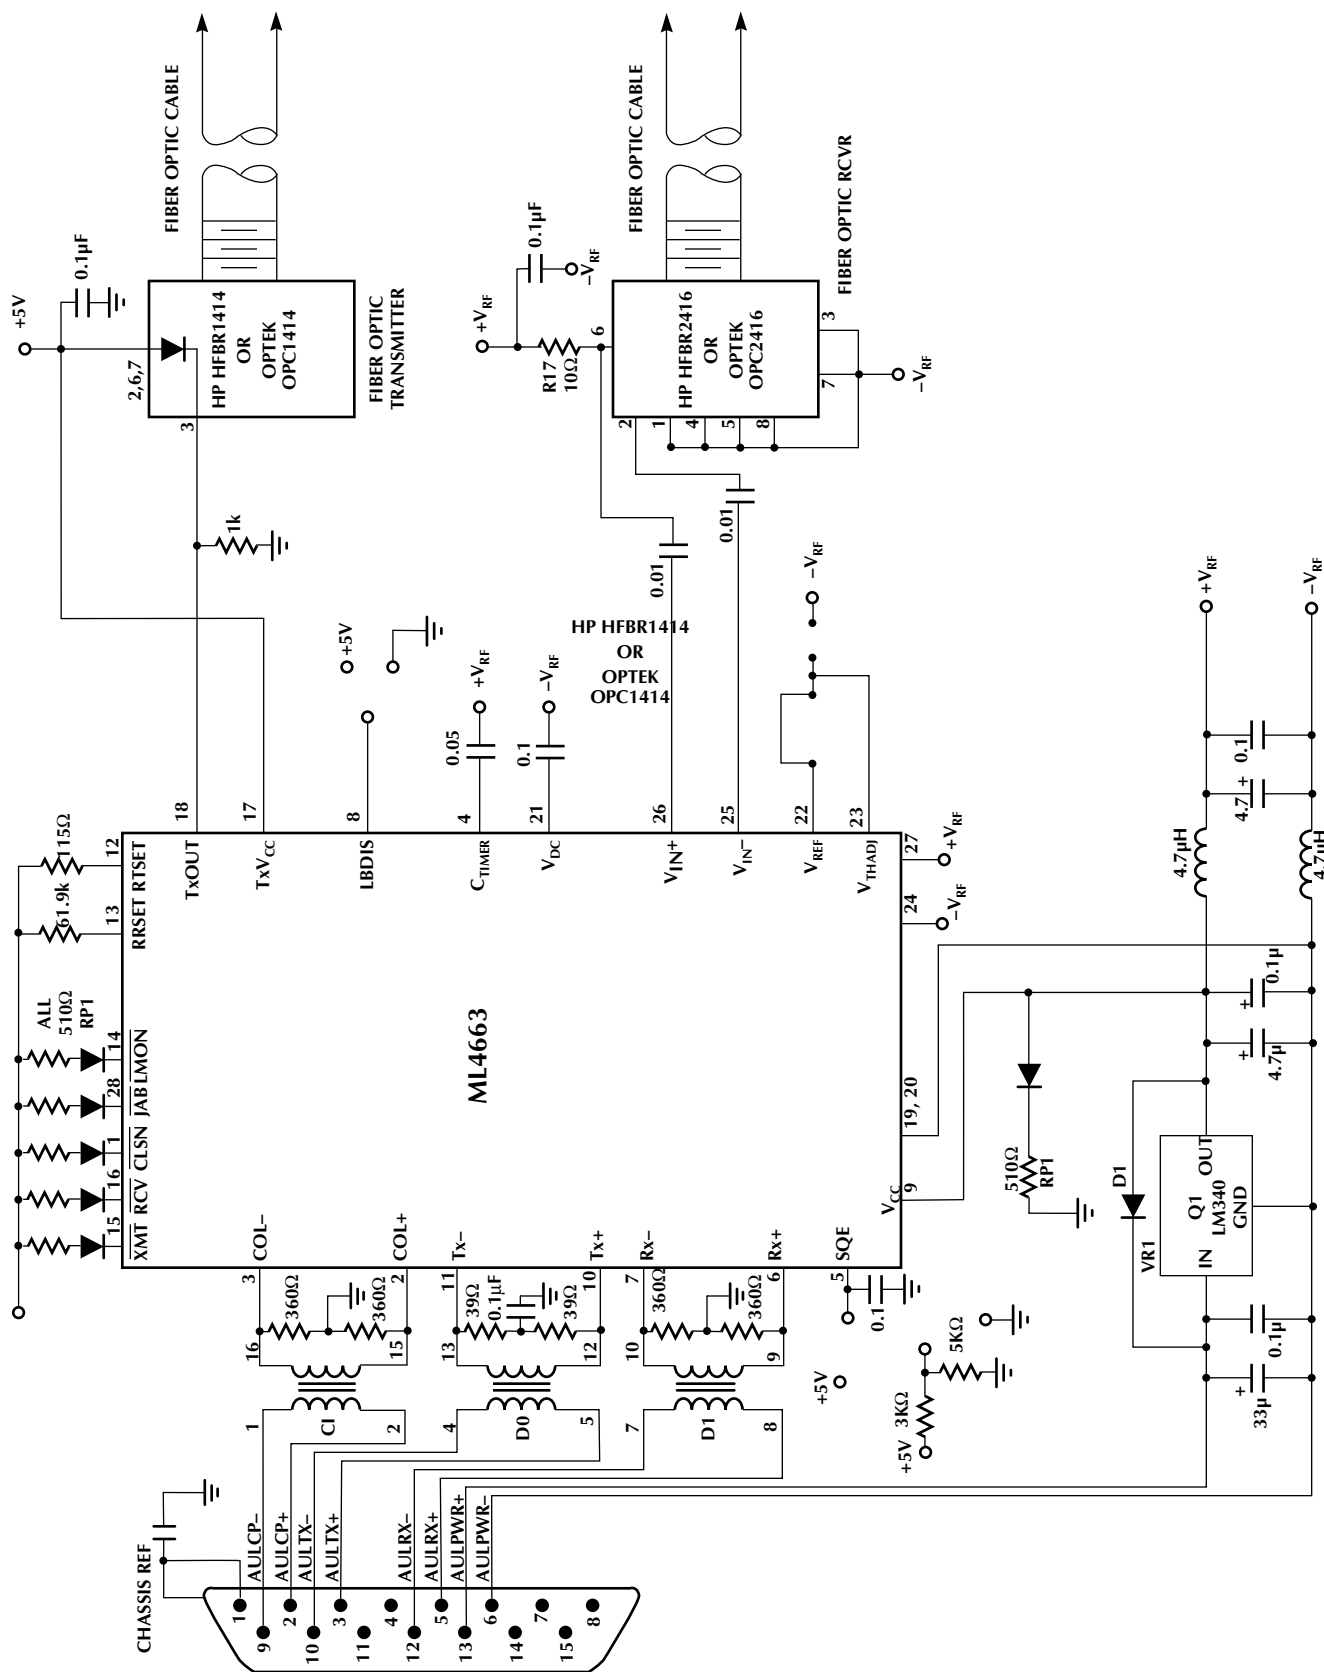 CHASSIS REF
1
2
3
4
5
6
7
8
9
10
11
12
13
14
15
AULCP–
AULCP+
AULTX–
AULTX+
AULRX–
AULRX+
AULPWR+
AULPWR–
1
CI
2
16
15
4
D0
5
13
12
7
D1
8
10
9
360Ω
360Ω
39Ω
0.1µF
39Ω
360Ω
360Ω
3
COL–
2
COL+
11
Tx–
10
Tx+
7
Rx–
6
Rx+
5
SQE
0.1
+5V
+5V
3KΩ
5KΩ
ML4663
15
XMT
16
RCV
1
CLSN
28
JAB
14
LMON
ALL
510Ω
RP1
13
RRSET
61.9k
12
RTSET
115Ω
18
TxOUT
17
TxVCC
8
LBDIS
4
CTIMER
21
VDC
26
VIN+
25
VIN–
22
VREF
23
VTHADJ
27
+VRF
24
–VRF
19, 20
VCC
9
1k
+5V
0.1µF
2,6,7
3
HP HFBR1414
OR
OPTEK
OPC1414
FIBER OPTIC
TRANSMITTER
FIBER OPTIC CABLE
+5V
0.05
+VRF
0.1
–VRF
HP HFBR1414
OR
OPTEK
OPC1414
0.01
0.01
–VRF
+VRF
R17
10Ω
0.1µF
–VRF
6
2
1
4
5
8
7
3
HP HFBR2416
OR
OPTEK
OPC2416
FIBER OPTIC RCVR
–VRF
FIBER OPTIC CABLE
510Ω
RP1
D1
VR1
IN
Q1
LM340
GND
OUT
33µ
+
0.1µ
4.7µ
+
0.1µ
+
4.7µH
4.7µH
4.7
+
0.1
+VRF
–VRF